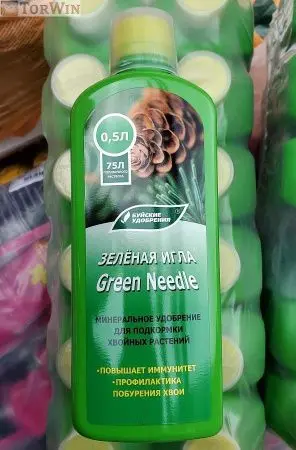 TORWIN
0,5Л
75Л
БУЙСКИЕ
УДОБРЕНИЯ
ЗЕЛЁНАЯ ИГЛА
Green Needle
МИНЕРАЛЬНОЕ УДОБРЕНИЕ
ДЛЯ ПОДКОРМКИ
ХВОЙНЫХ РАСТЕНИЙ
•ПОВЫШАЕТ ИММУНИТЕТ
•ПРОФИЛАКТИКА
ПОБУРЕНИЯ ХВОИ